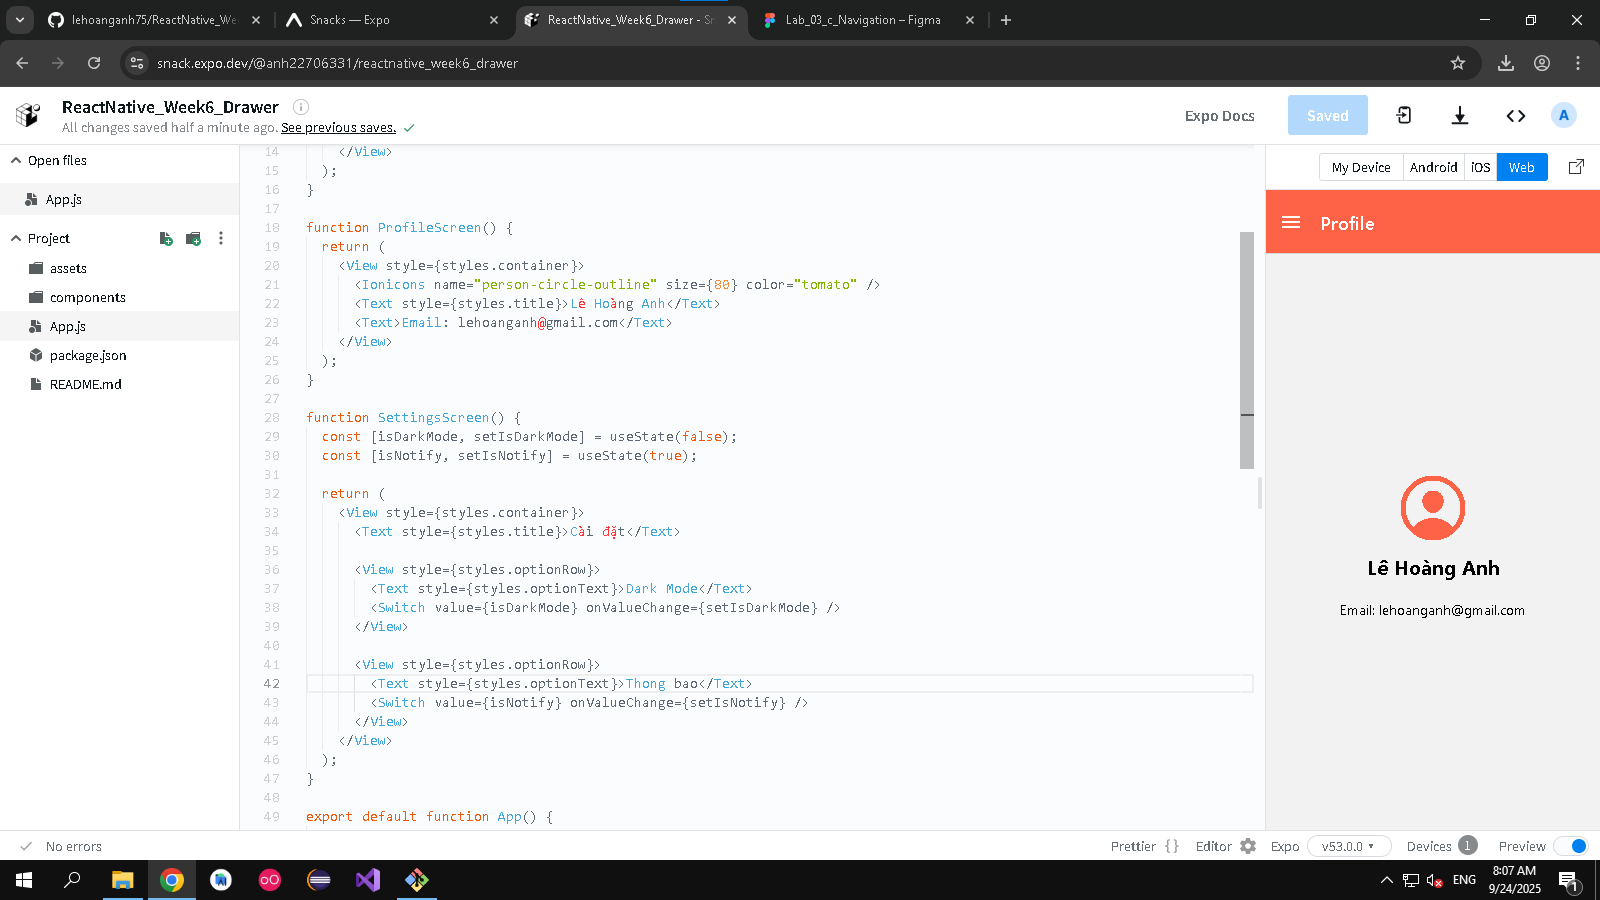 lehoanganh75/ReactNative_We
Snacks — Expo
ReactNative_Week6_Drawer - Sn
Lab_03_c_Navigation – Figma
snack.expo.dev/@anh22706331/reactnative_week6_drawer
ReactNative_Week6_Drawer
All changes saved half a minute ago. See previous saves.
Expo Docs
Saved
A
Open files
App.js
Project
assets
components
App.js
package.json
README.md
14 </View>
15 );
16 }
17
18 function ProfileScreen() {
19 return (
20 <View style={styles.container}>
21 <Ionicons name="person-circle-outline" size={80} color="tomato" />
22 <Text style={styles.title}>Lê Hoàng Anh</Text>
23 <Text>Email: lehoanganh@gmail.com</Text>
24 </View>
25 );
26 }
27
28 function SettingsScreen() {
29 const [isDarkMode, setIsDarkMode] = useState(false);
30 const [isNotify, setIsNotify] = useState(true);
31
32 return (
33 <View style={styles.container}>
34 <Text style={styles.title}>Cài đặt</Text>
35
36 <View style={styles.optionRow}>
37 <Text style={styles.optionText}>Dark Mode</Text>
38 <Switch value={isDarkMode} onValueChange={setIsDarkMode} />
39 </View>
40
41 <View style={styles.optionRow}>
42 <Text style={styles.optionText}>Thong bao</Text>
43 <Switch value={isNotify} onValueChange={setIsNotify} />
44 </View>
45 </View>
46 );
47 }
48
49 export default function App() {
My Device
Android
iOS
Web
Profile
Lê Hoàng Anh
Email: lehoanganh@gmail.com
No errors
Prettier {}
Editor
Expo
v53.0.0
Devices 1
Preview
ENG
8:07 AM
9/24/2025
1